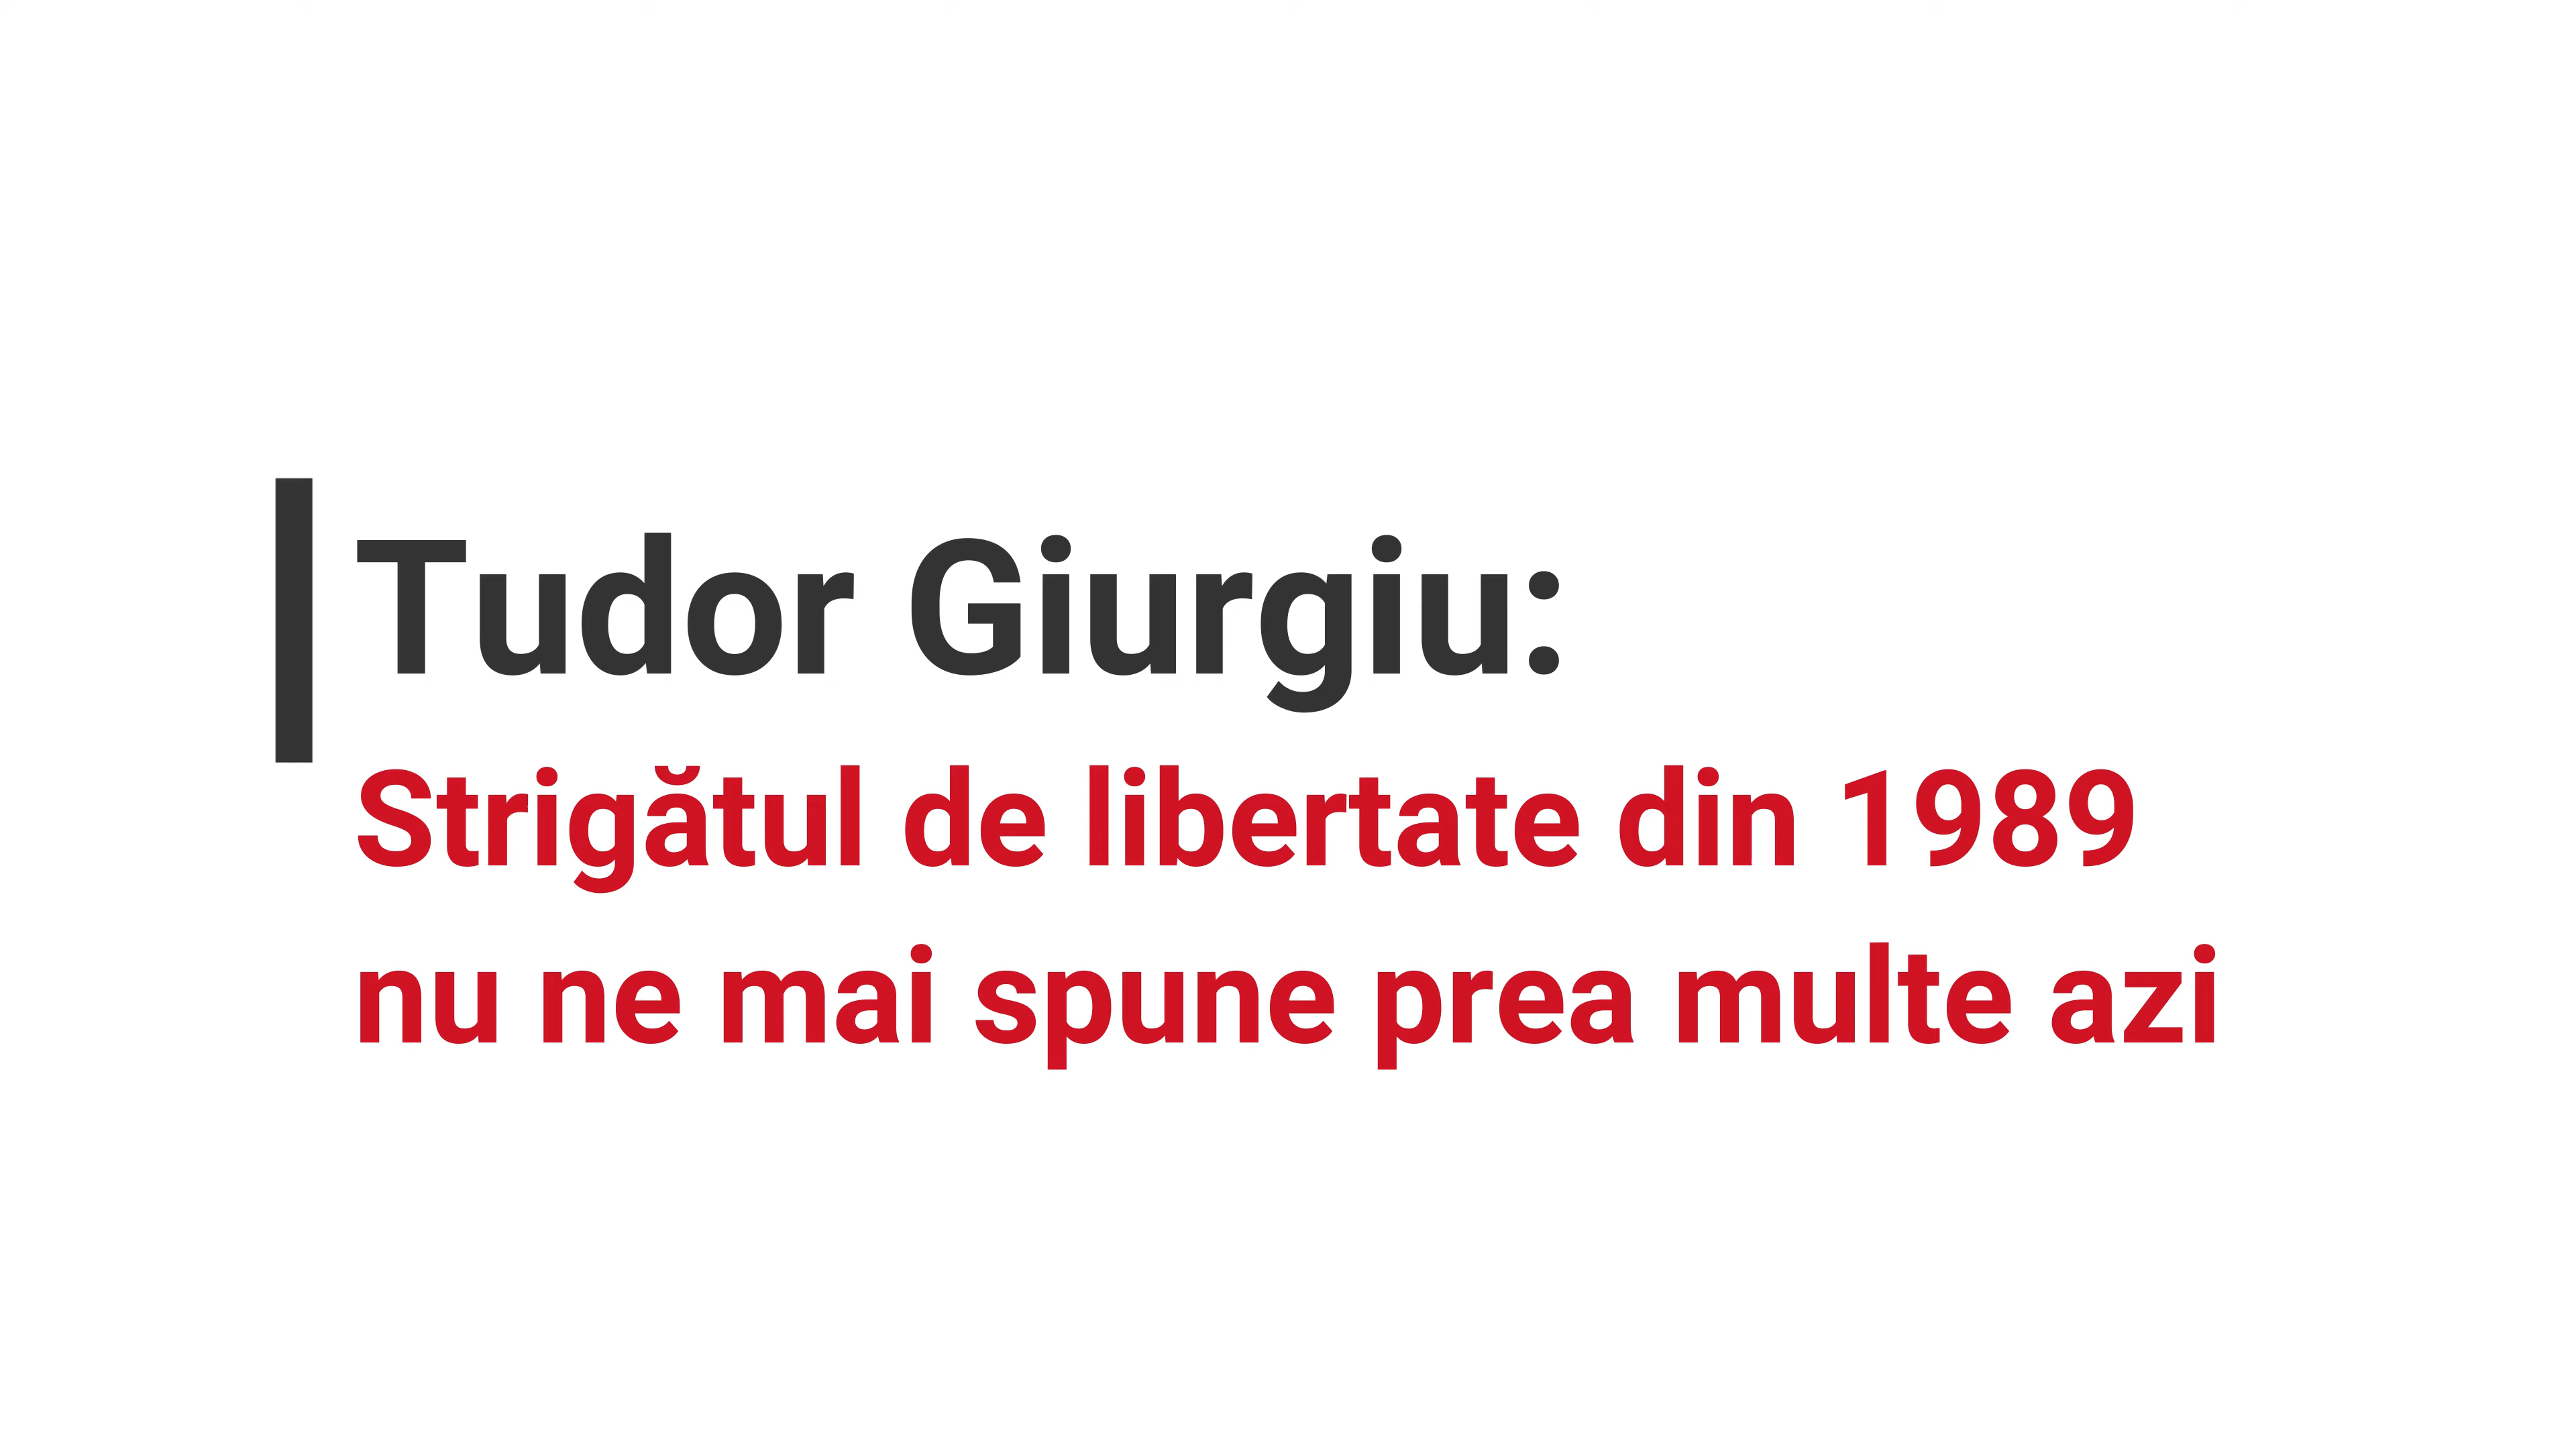 Tudor Giurgiu:
Strigătul de libertate din 1989
nu ne mai spune prea multe azi